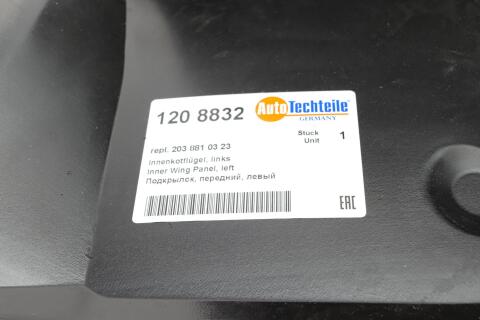 120 8832
AutoTechteile
GERMANY
Stück
Unit 1
repl. 203 881 03 23
Innenkotflügel, links
Inner Wing Panel, left
Подкрылок, передний, левый
EAC